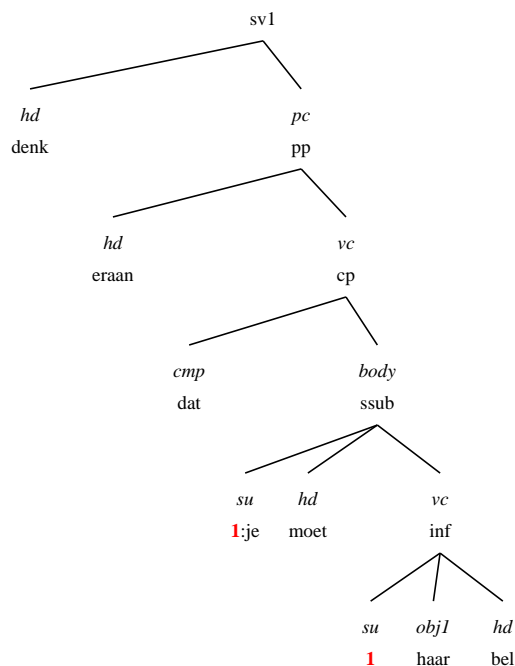 sv1
hd pc
denk pp
hd vc
eraan cp
cmp body
dat ssub
su hd vc
1:je moet inf
su obj1 hd
1 haar bel